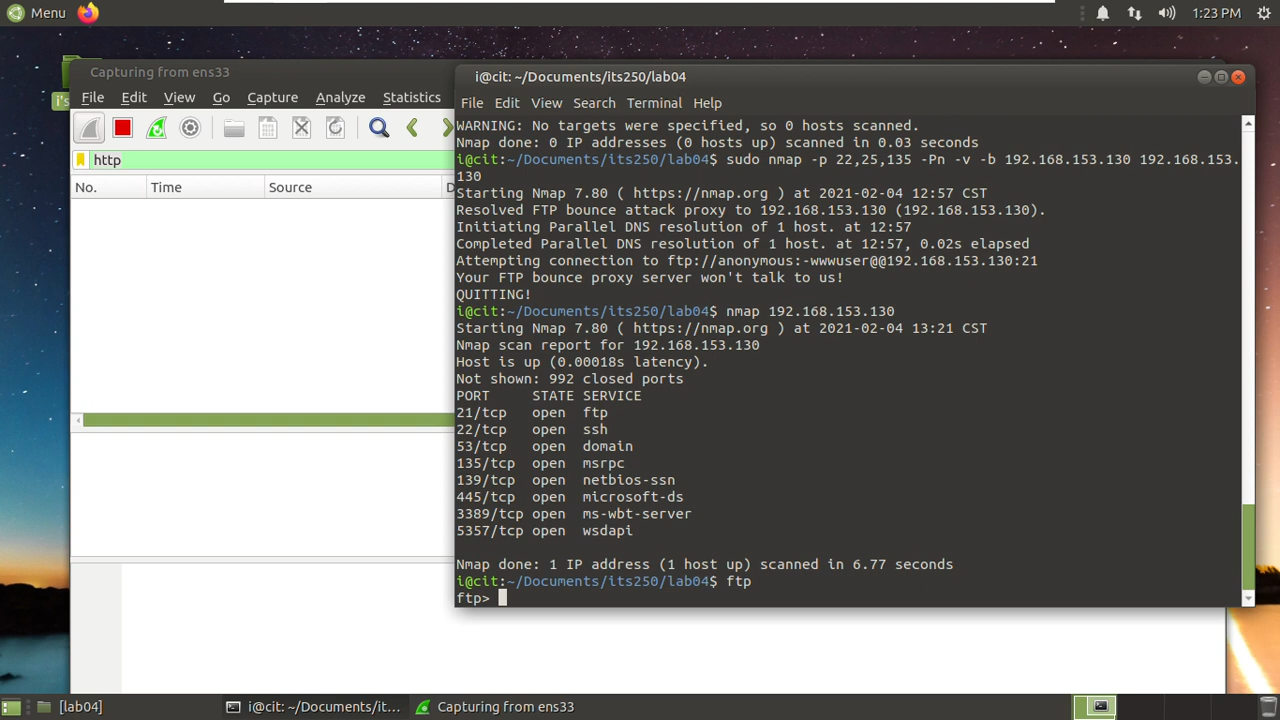 Menu
1:23 PM
i's
Capturing from ens33
File Edit View Go Capture Analyze Statistics
http
No. Time Source D
i@cit: ~/Documents/its250/lab04
File Edit View Search Terminal Help
WARNING: No targets were specified, so 0 hosts scanned.
Nmap done: 0 IP addresses (0 hosts up) scanned in 0.03 seconds
i@cit:~/Documents/its250/lab04$ sudo nmap -p 22,25,135 -Pn -v -b 192.168.153.130 192.168.153.
130
Starting Nmap 7.80 ( https://nmap.org ) at 2021-02-04 12:57 CST
Resolved FTP bounce attack proxy to 192.168.153.130 (192.168.153.130).
Initiating Parallel DNS resolution of 1 host. at 12:57
Completed Parallel DNS resolution of 1 host. at 12:57, 0.02s elapsed
Attempting connection to ftp://anonymous:-wwwuser@@192.168.153.130:21
Your FTP bounce proxy server won't talk to us!
QUITTING!
i@cit:~/Documents/its250/lab04$ nmap 192.168.153.130
Starting Nmap 7.80 ( https://nmap.org ) at 2021-02-04 13:21 CST
Nmap scan report for 192.168.153.130
Host is up (0.00018s latency).
Not shown: 992 closed ports
PORT STATE SERVICE
21/tcp open ftp
22/tcp open ssh
53/tcp open domain
135/tcp open msrpc
139/tcp open netbios-ssn
445/tcp open microsoft-ds
3389/tcp open ms-wbt-server
5357/tcp open wsdapi
Nmap done: 1 IP address (1 host up) scanned in 6.77 seconds
i@cit:~/Documents/its250/lab04$ ftp
ftp>
[lab04] i@cit: ~/Documents/it... Capturing from ens33